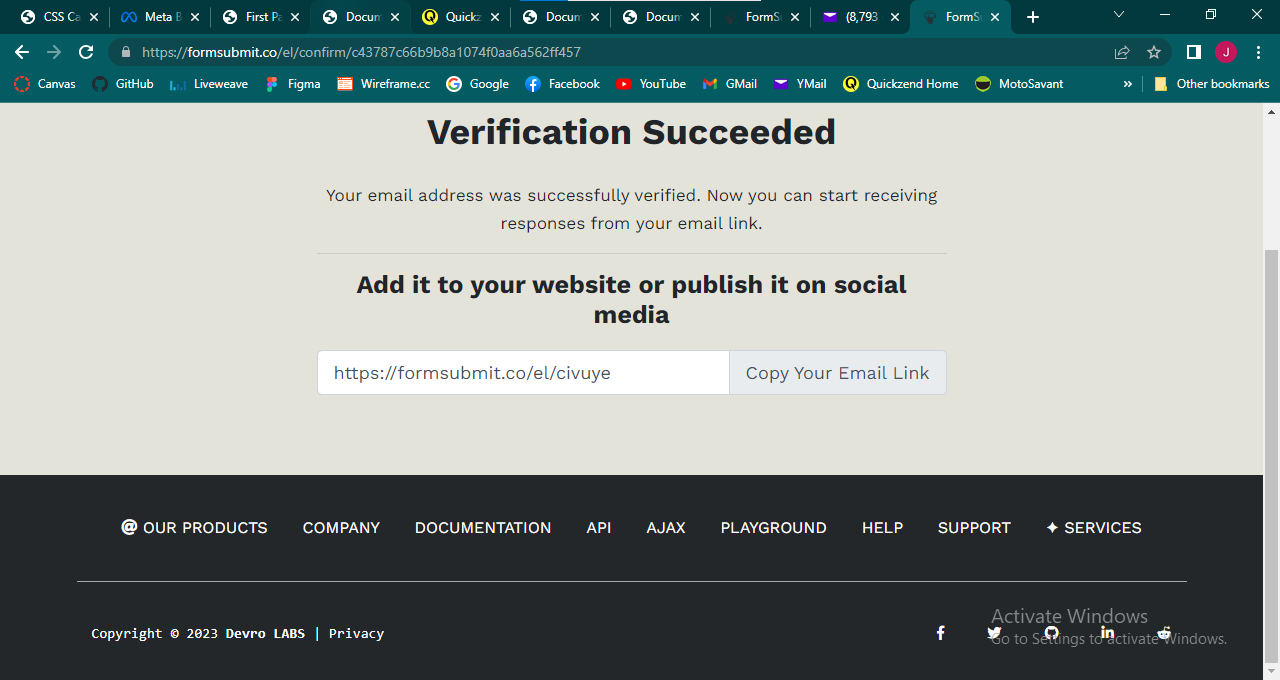 CSS Ca
Meta B
First Pa
Docum
Quickz
Docum
Docum
FormS
(8,793
FormS
https://formsubmit.co/el/confirm/c43787c66b9b8a1074f0aa6a562ff457
J
Canvas
GitHub
Liveweave
Figma
Wireframe.cc
Google
Facebook
YouTube
GMail
YMail
Quickzend Home
MotoSavant
»
Other bookmarks
Verification Succeeded
Your email address was successfully verified. Now you can start receiving
responses from your email link.
Add it to your website or publish it on social
media
https://formsubmit.co/el/civuye
Copy Your Email Link
@ OUR PRODUCTS
COMPANY
DOCUMENTATION
API
AJAX
PLAYGROUND
HELP
SUPPORT
✦ SERVICES
Activate Windows
Go to Settings to activate Windows.
Copyright © 2023 Devro LABS | Privacy